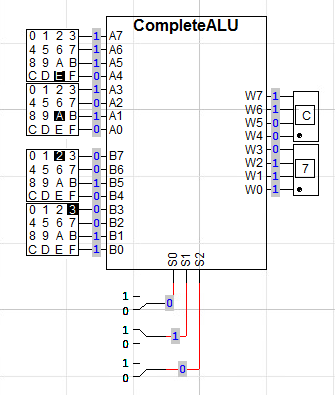 CompleteALU
0 1 2 3 1 A7
4 5 6 7 1 A6
8 9 A B 1 A5
C D E F 0 A4
0 1 2 3 1 A3
4 5 6 7 0 A2
8 9 A B 1 A1
C D E F 0 A0
W7 1
W6 1
W5 0
W4 0
C
W3 0
W2 1
W1 1
W0 1
7
0 1 2 3 0 B7
4 5 6 7 0 B6
8 9 A B 1 B5
C D E F 0 B4
0 1 2 3 0 B3
4 5 6 7 0 B2
8 9 A B 1 B1
C D E F 1 B0
S0 S1 S2
1
0 0
1
0 1
1
0 0